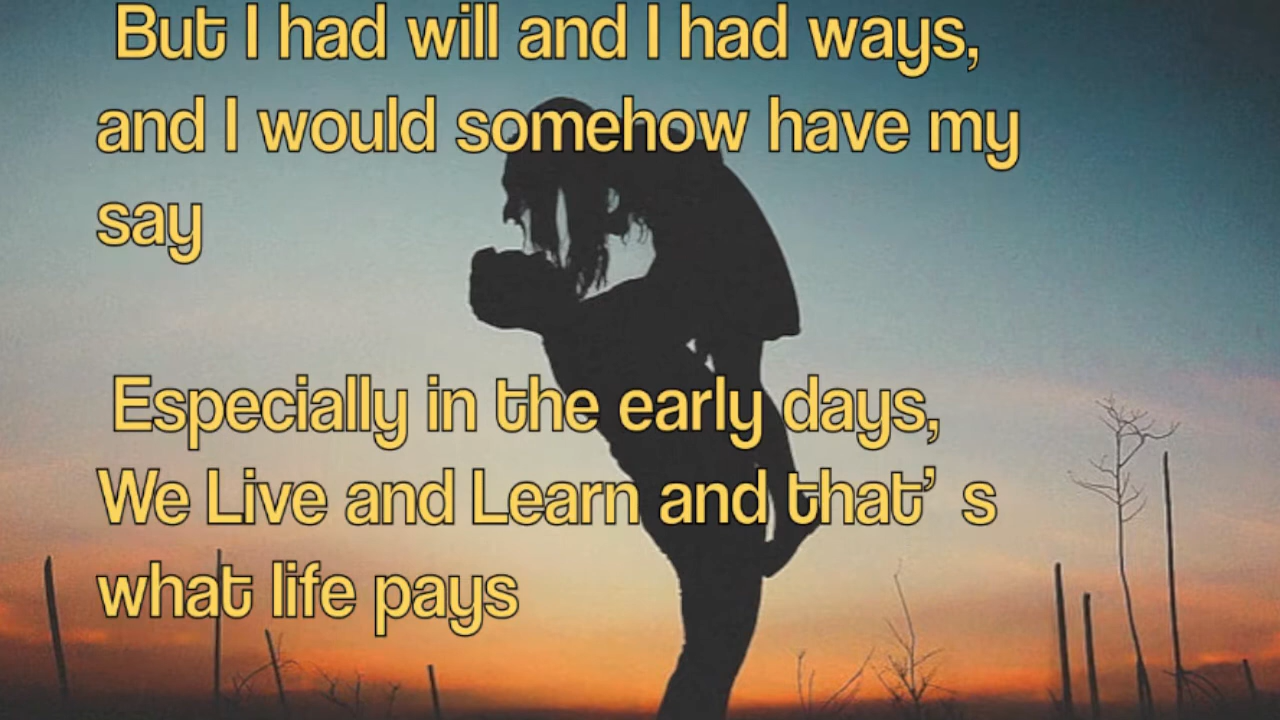 But I had will and I had ways,
and I would somehow have my
say
Especially in the early days,
We Live and Learn and that’ s
what life pays